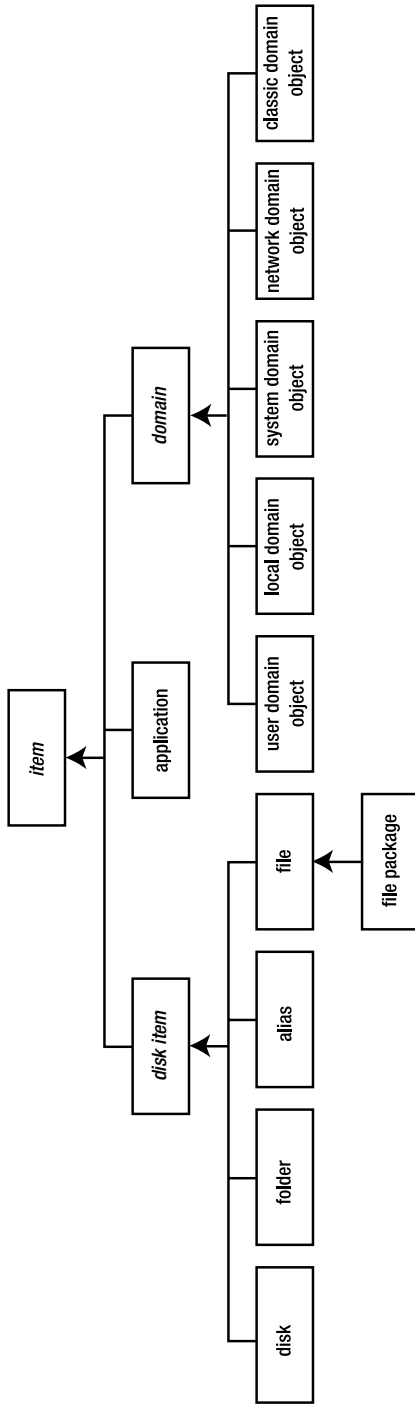 item
disk item
application
domain
disk
folder
alias
file
user domain
object
local domain
object
system domain
object
network domain
object
classic domain
object
file package